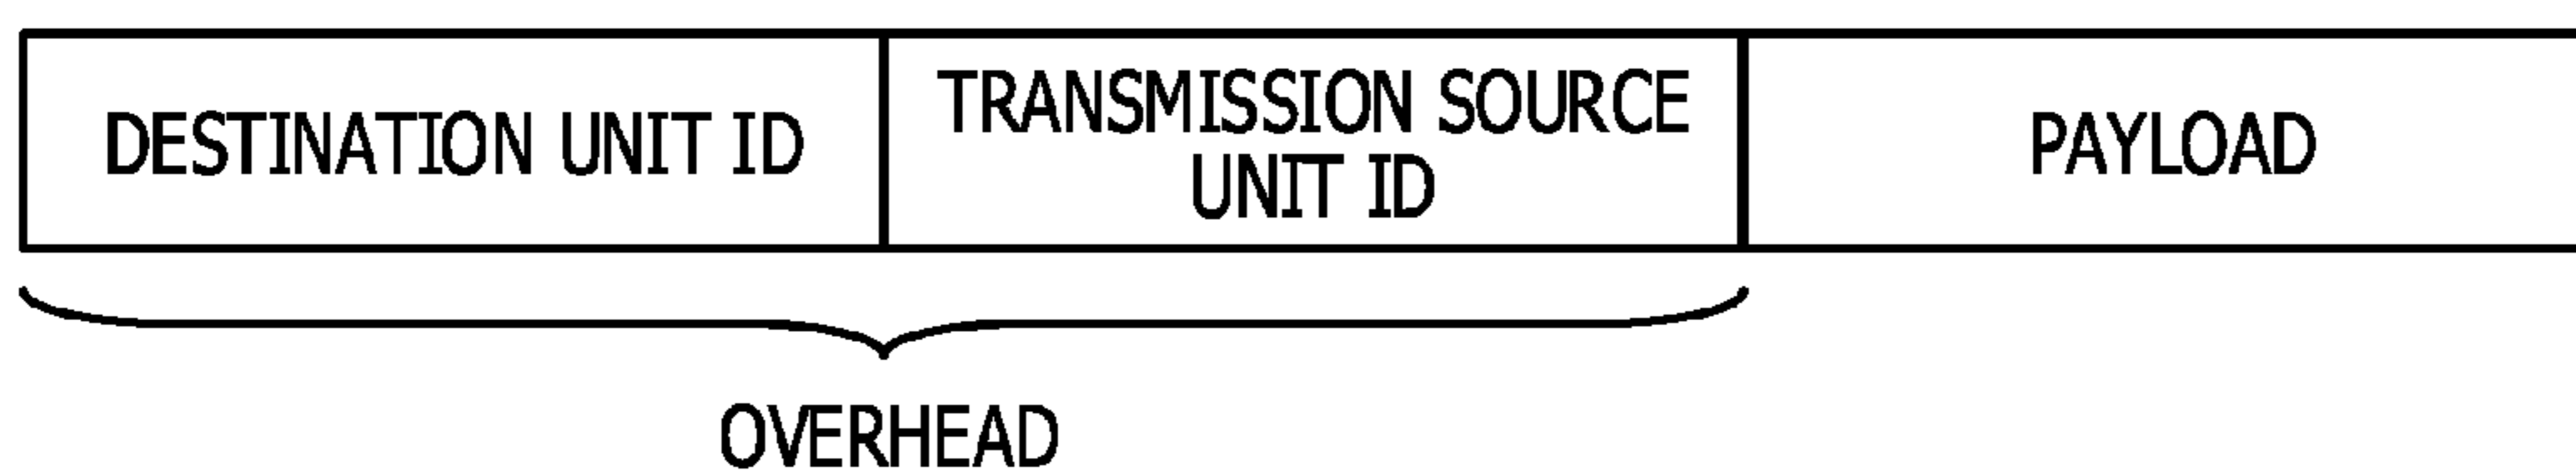 DESTINATION UNIT ID
TRANSMISSION SOURCE
UNIT ID
PAYLOAD
OVERHEAD